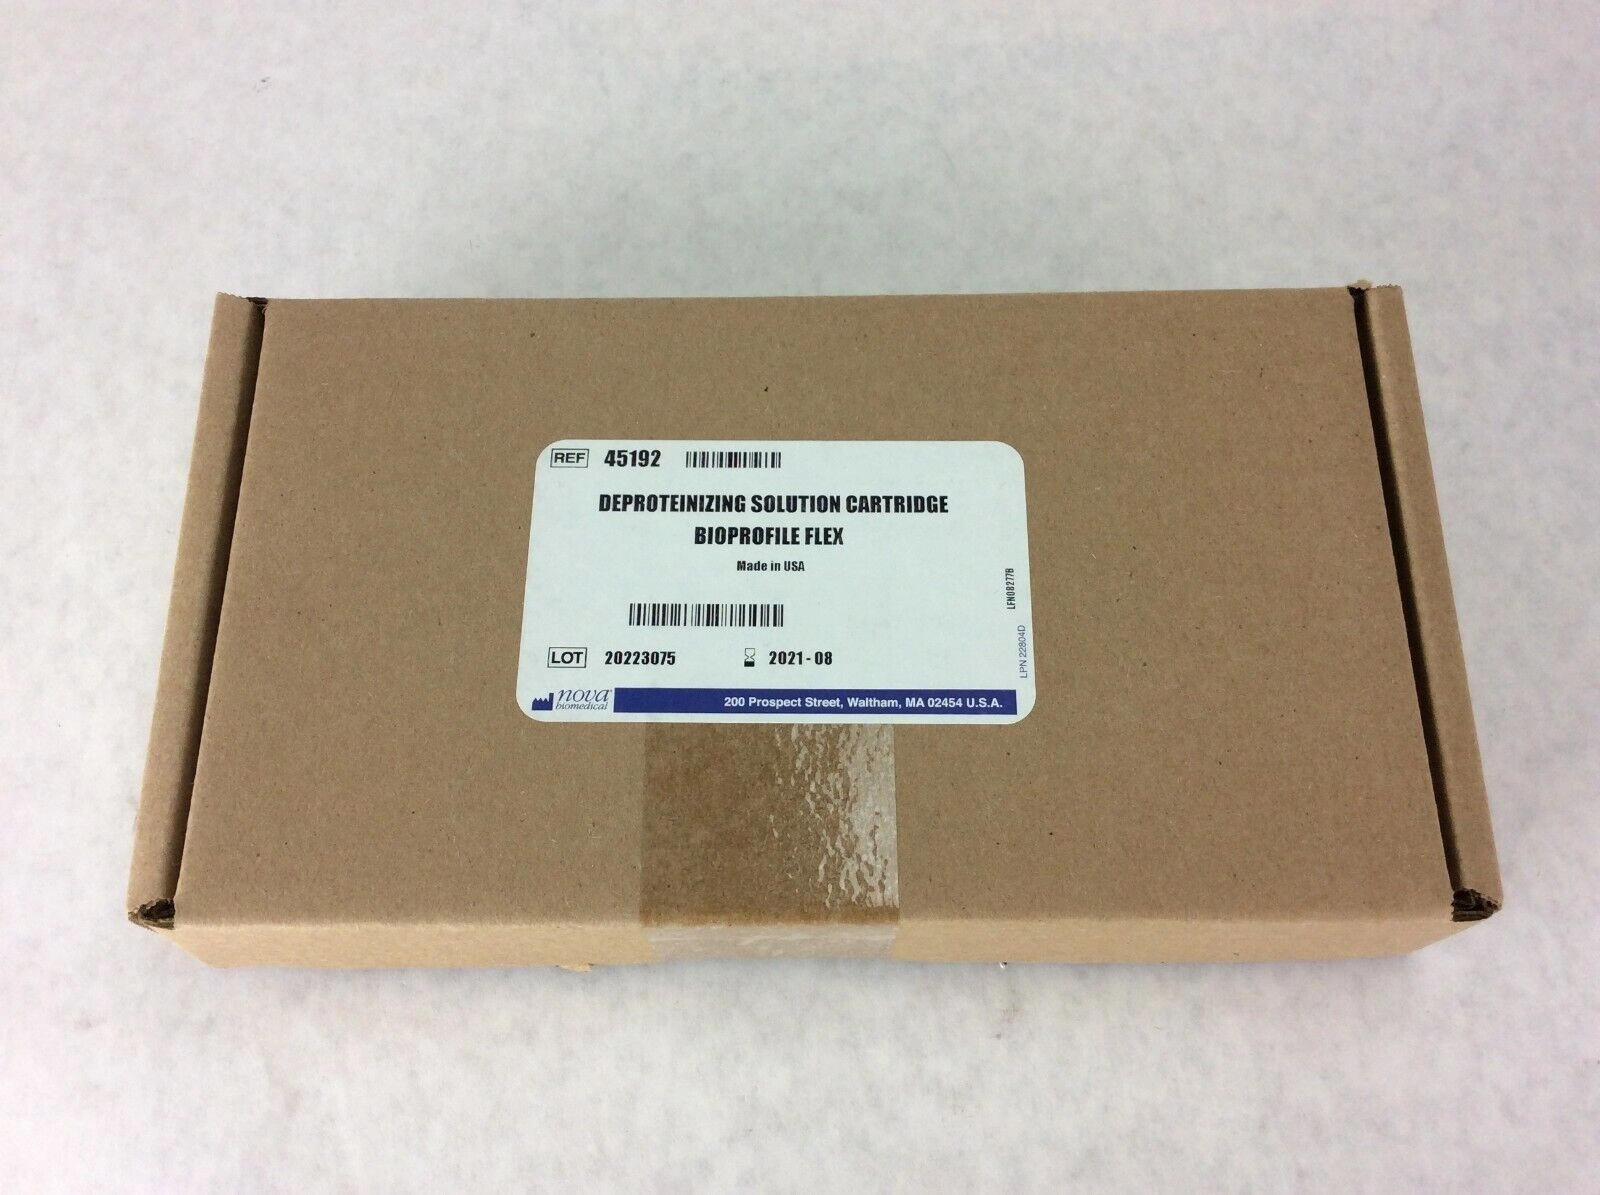 REF 45192
DEPROTEINIZING SOLUTION CARTRIDGE
BIOPROFILE FLEX
Made in USA
LOT 20223075 2021-08
nova biomedical
200 Prospect Street, Waltham, MA 02454 U.S.A.
LPN 22804D
LFN08277B